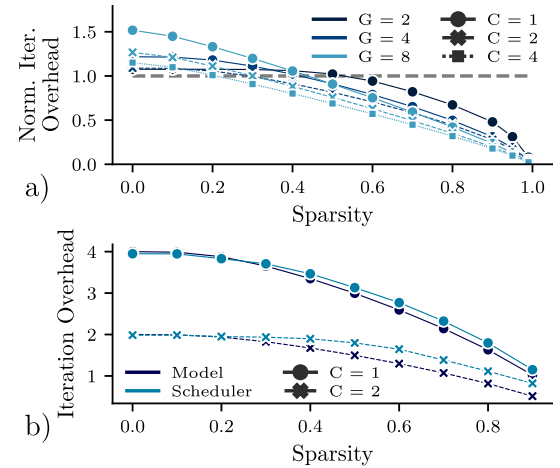 a)
Norm. Iter.
Overhead
1.5
1.0
0.5
0.0
G = 2
G = 4
G = 8
C = 1
C = 2
C = 4
0.0 0.2 0.4 0.6 0.8 1.0
Sparsity
b)
Iteration Overhead
4
3
2
1
Model
Scheduler
C = 1
C = 2
0.0 0.2 0.4 0.6 0.8
Sparsity